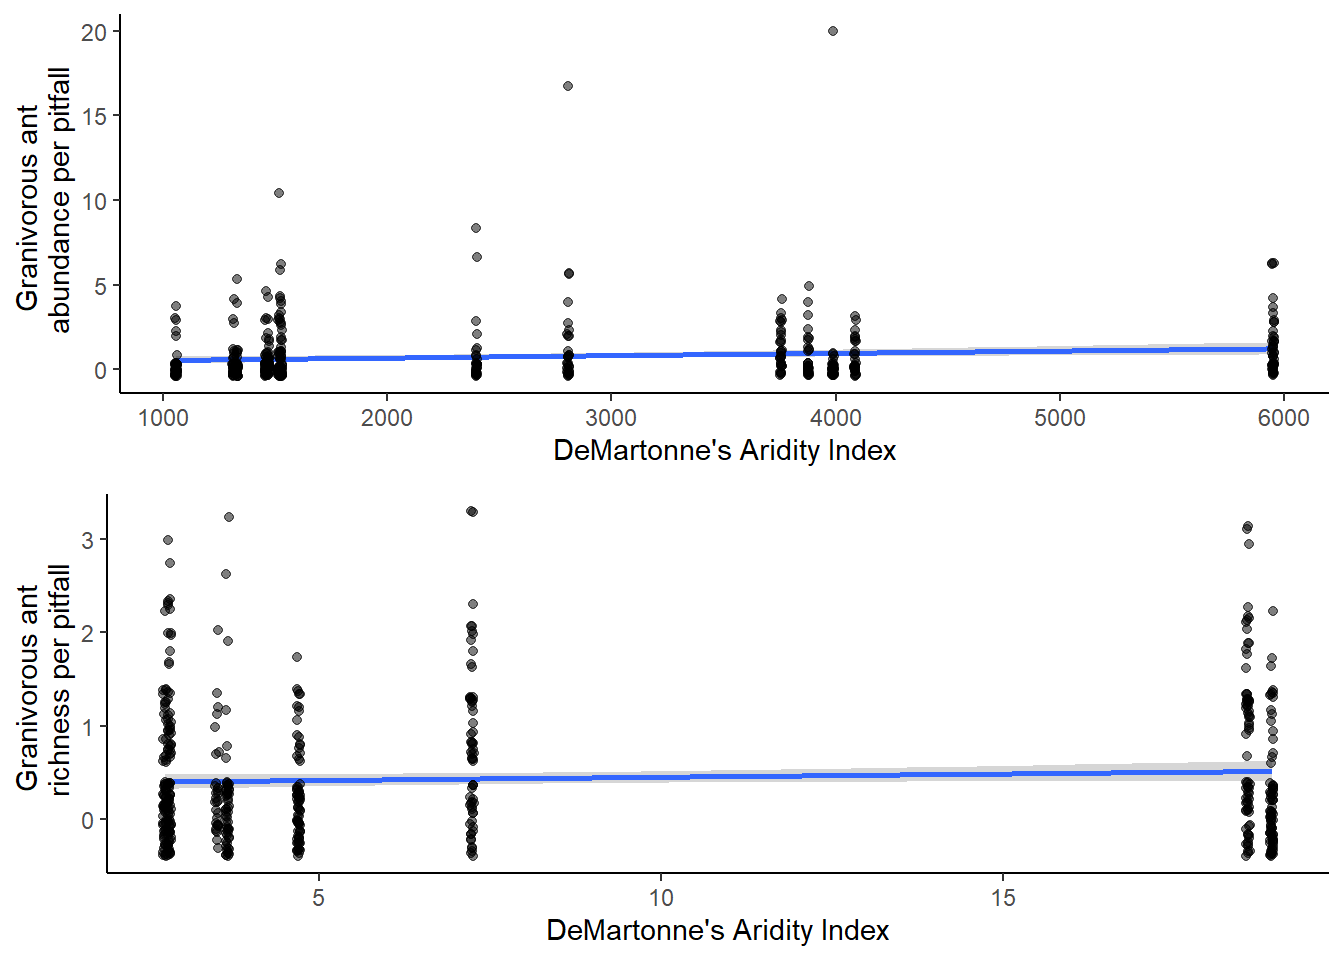 20
15
10
5
0
Granivorous ant
abundance per pitfall
1000 2000 3000 4000 5000 6000
DeMartonne's Aridity Index
3
2
1
0
Granivorous ant
richness per pitfall
5 10 15
DeMartonne's Aridity Index